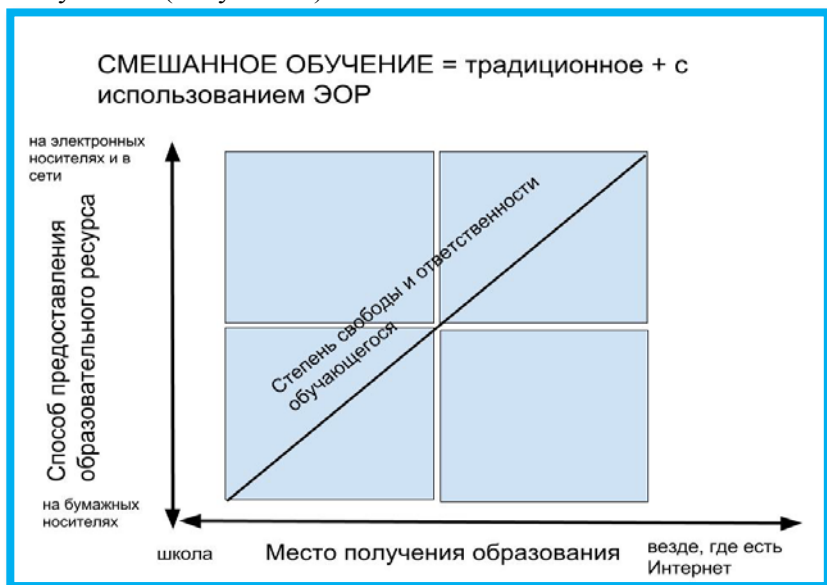 СМЕШАННОЕ ОБУЧЕНИЕ = традиционное + с
использованием ЭОР
на электронных
носителях и в
сети
Способ предоставления
образовательного ресурса
Степень свободы и ответственности
обучающегося
на бумажных
носителях
школа
Место получения образования
везде, где есть
Интернет